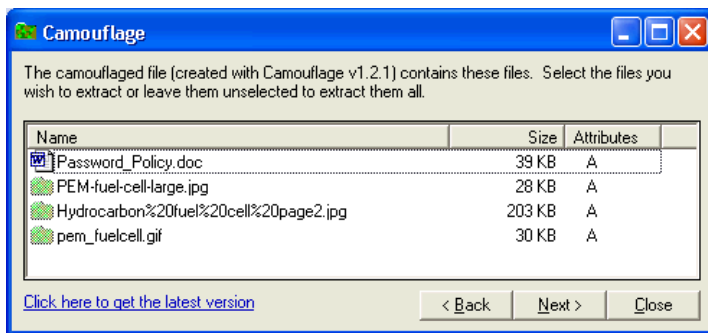 Camouflage
The camouflaged file (created with Camouflage v1.2.1) contains these files. Select the files you
wish to extract or leave them unselected to extract them all.
Name Size Attributes
Password_Policy.doc 39 KB A
PEM-fuel-cell-large.jpg 28 KB A
Hydrocarbon%20fuel%20cell%20page2.jpg 203 KB A
pem_fuelcell.gif 30 KB A
Click here to get the latest version < Back Next > Close